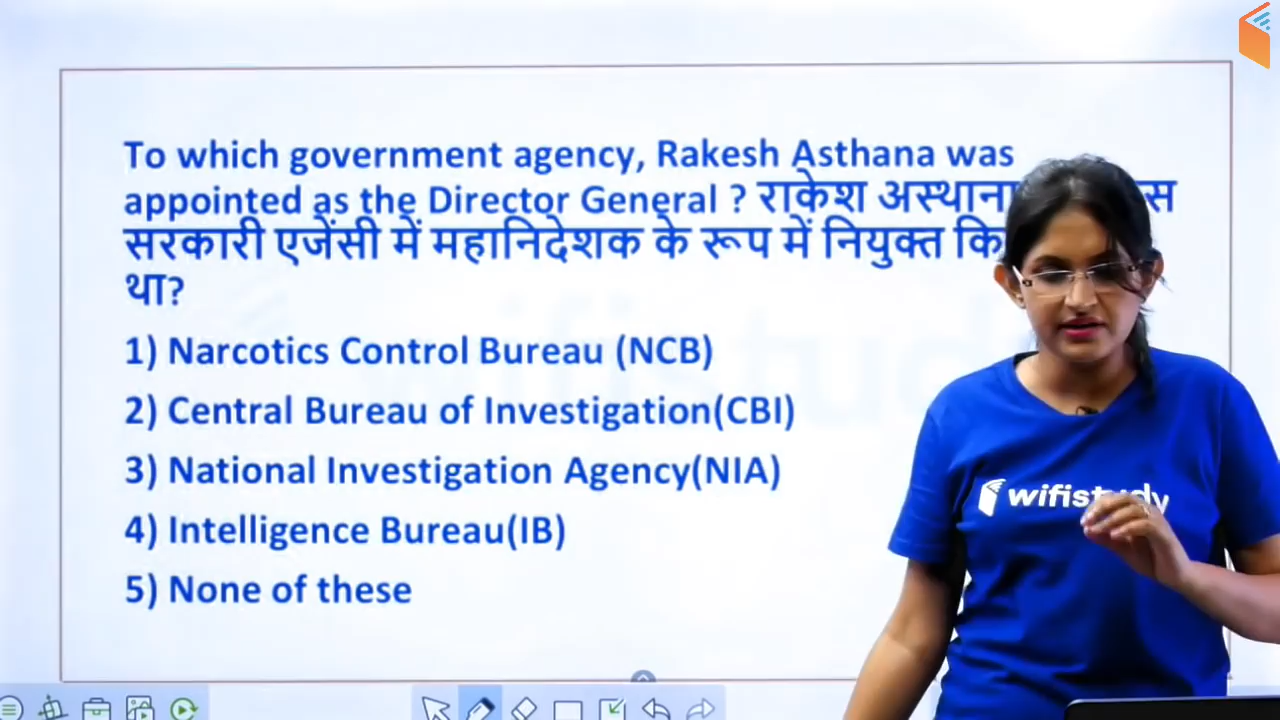 To which government agency, Rakesh Asthana was
appointed as the Director General ? राकेश अस्थाना
सरकारी एजेंसी में महानिदेशक के रूप में नियुक्त
था?
1) Narcotics Control Bureau (NCB)
2) Central Bureau of Investigation(CBI)
3) National Investigation Agency(NIA)
4) Intelligence Bureau(IB)
5) None of these
wifistudy